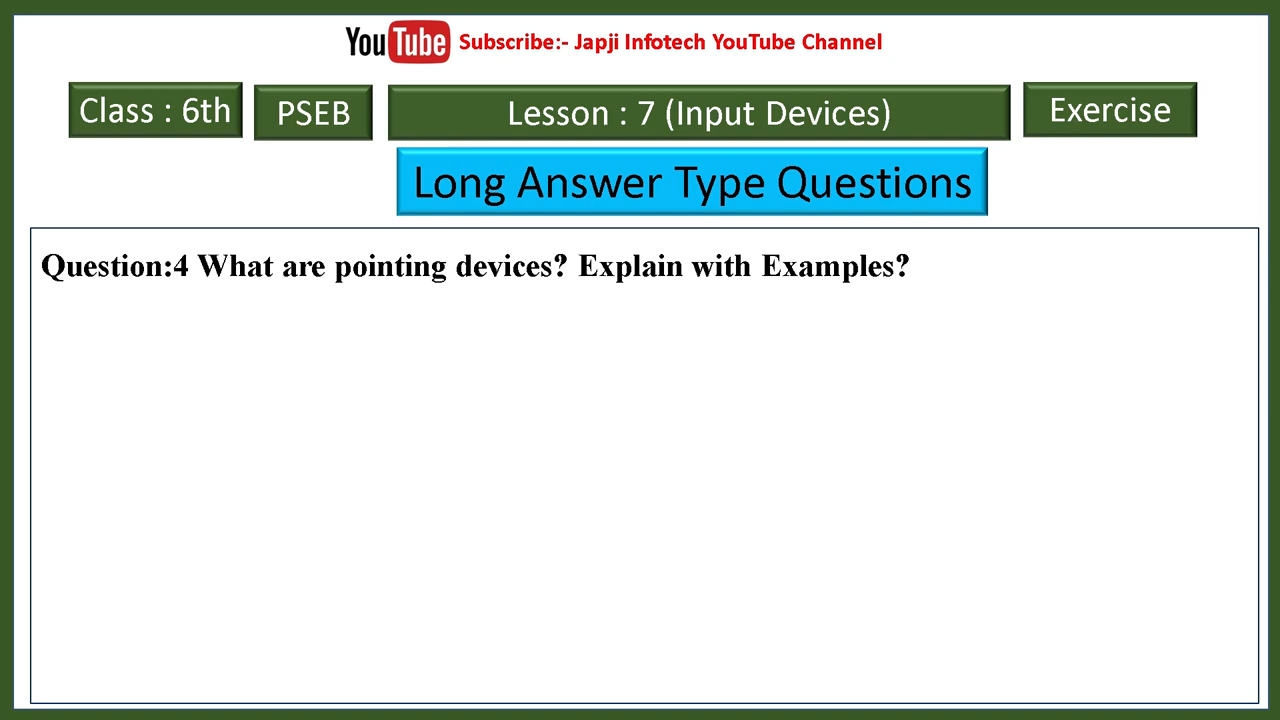 YouTube Subscribe:- Japji Infotech YouTube Channel
Class : 6th PSEB Lesson : 7 (Input Devices) Exercise
Long Answer Type Questions
Question:4 What are pointing devices? Explain with Examples?